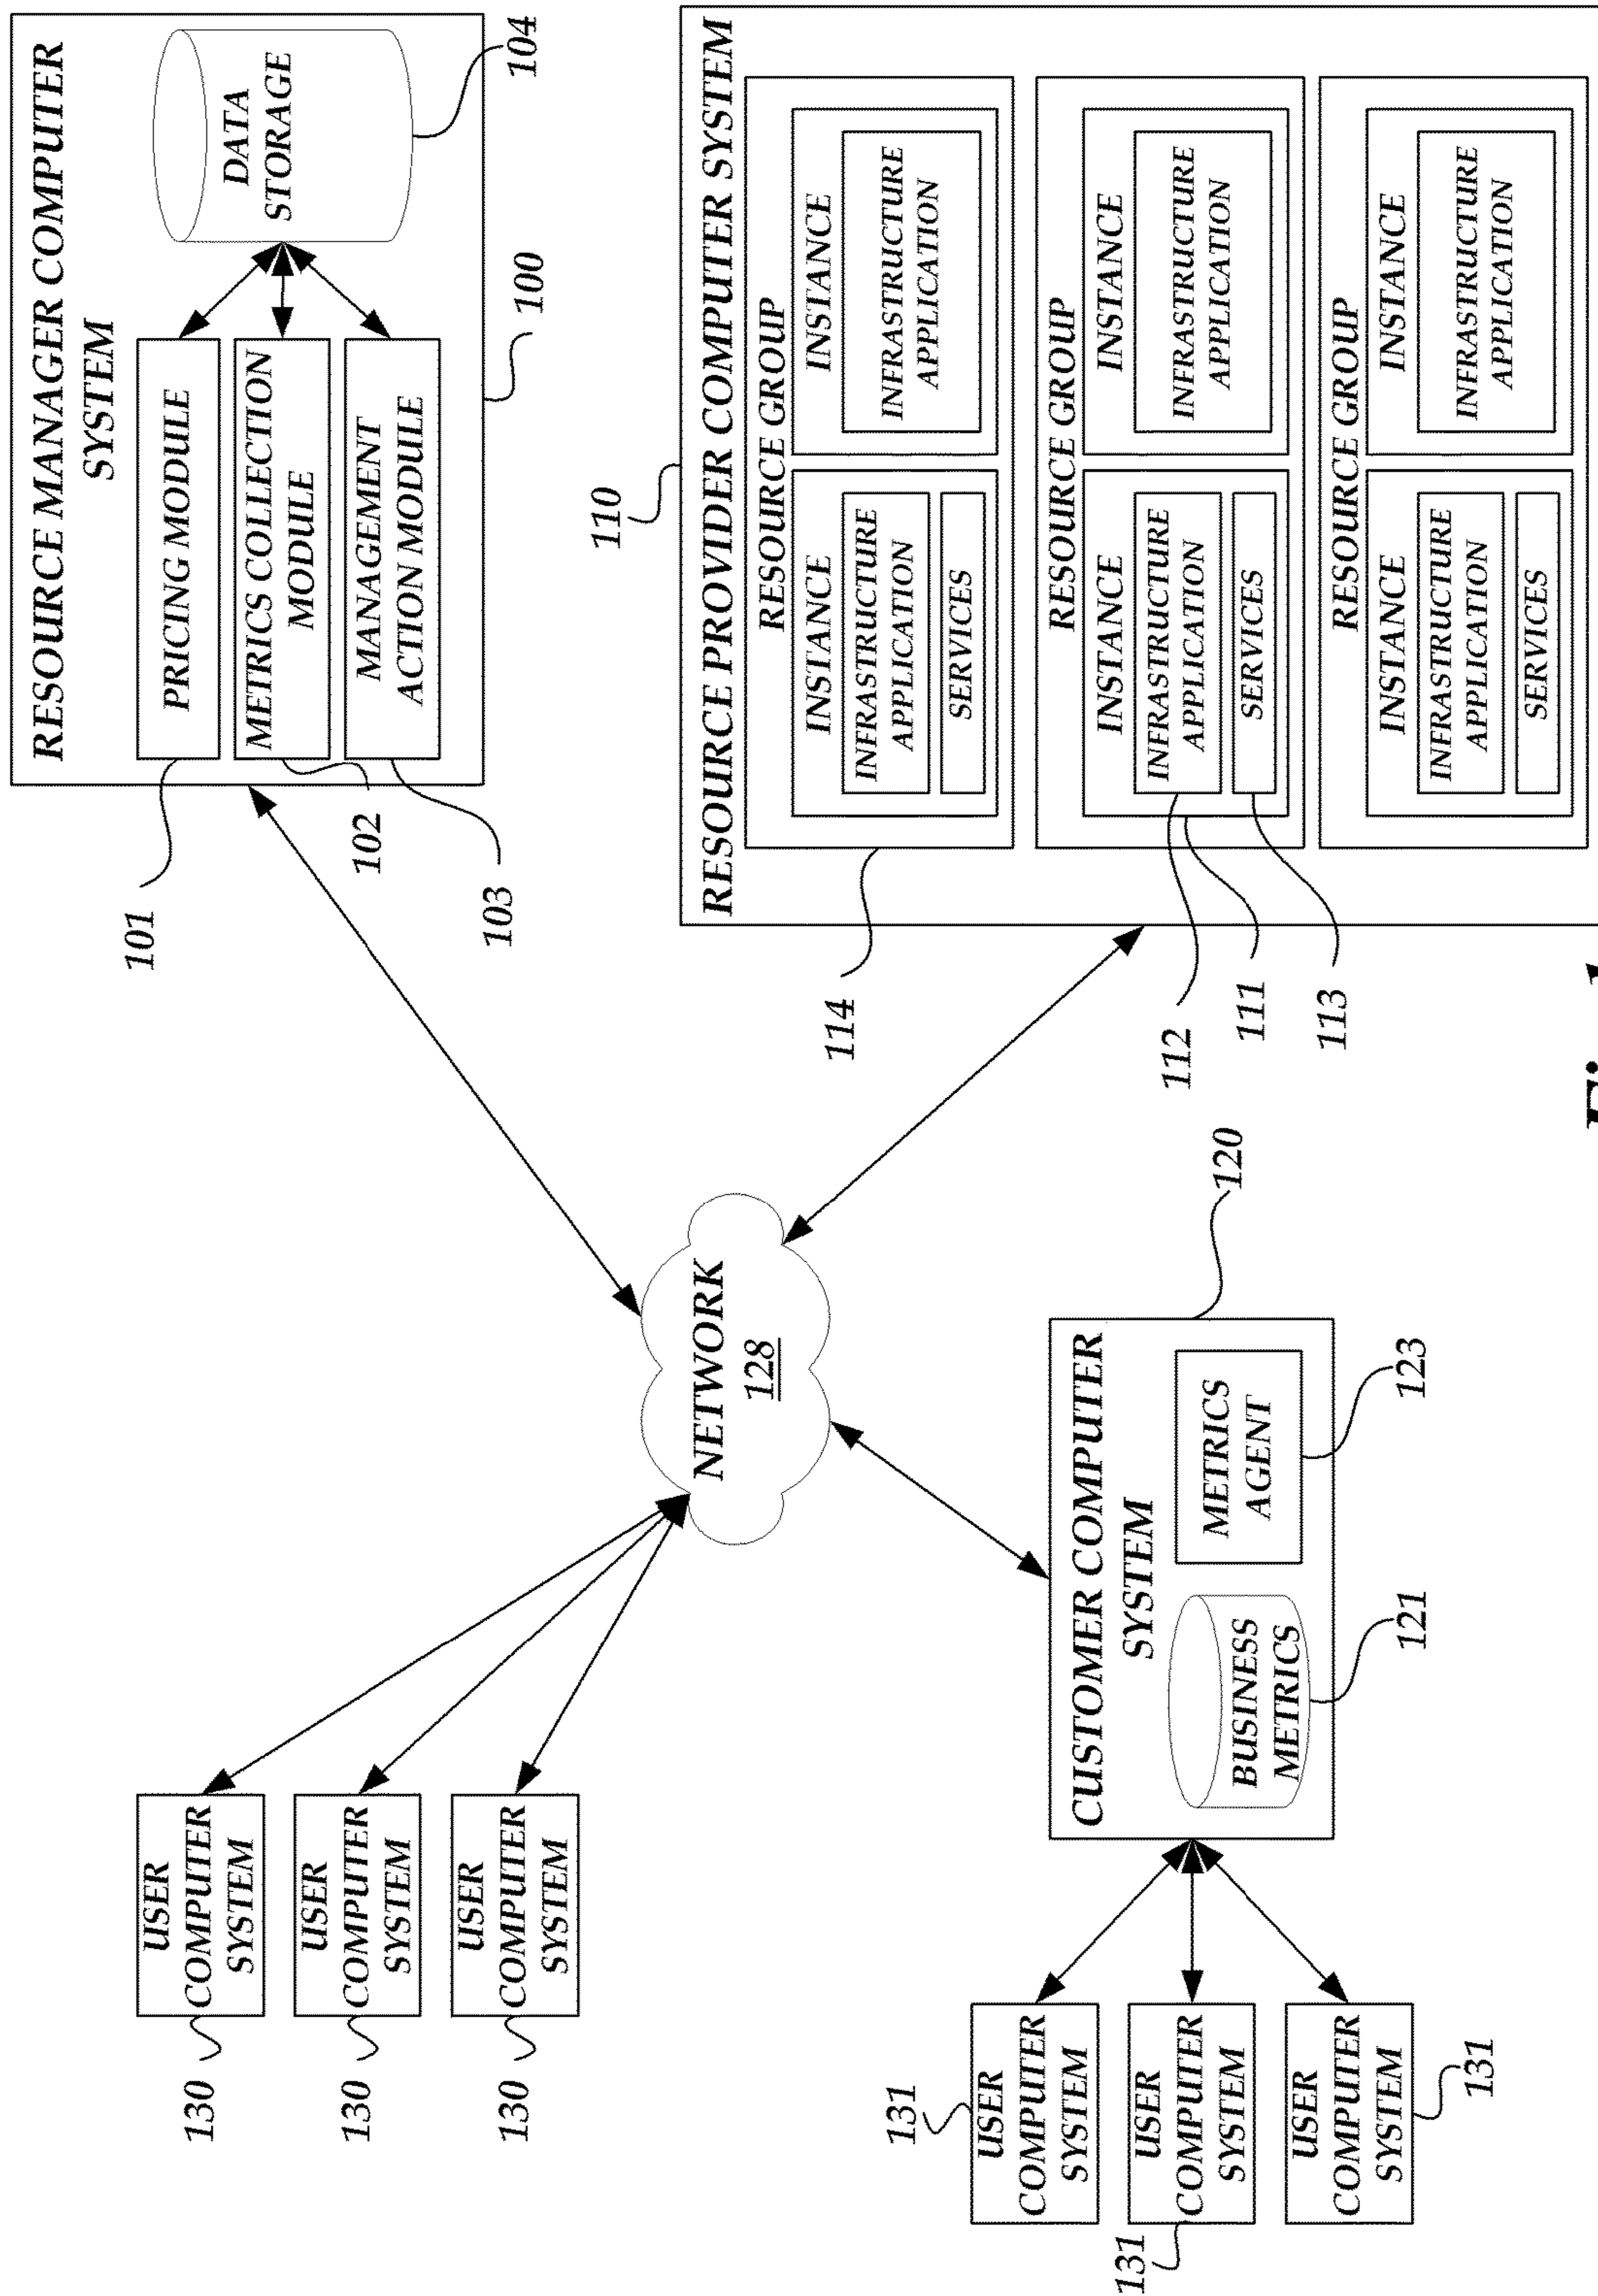 RESOURCE MANAGER COMPUTER
SYSTEM
PRICING MODULE
METRICS COLLECTION
MODULE
MANAGEMENT
ACTION MODULE
DATA
STORAGE
101
102
103
100
104
USER
COMPUTER
SYSTEM
130
USER
COMPUTER
SYSTEM
130
USER
COMPUTER
SYSTEM
130
NETWORK
128
110
RESOURCE PROVIDER COMPUTER SYSTEM
RESOURCE GROUP
INSTANCE
INFRASTRUCTURE
APPLICATION
SERVICES
INSTANCE
INFRASTRUCTURE
APPLICATION
114
RESOURCE GROUP
INSTANCE
INFRASTRUCTURE
APPLICATION
SERVICES
INSTANCE
INFRASTRUCTURE
APPLICATION
112
111
113
RESOURCE GROUP
INSTANCE
INFRASTRUCTURE
APPLICATION
SERVICES
INSTANCE
INFRASTRUCTURE
APPLICATION
CUSTOMER COMPUTER
SYSTEM
BUSINESS
METRICS
METRICS
AGENT
120
121
123
131
USER
COMPUTER
SYSTEM
131
USER
COMPUTER
SYSTEM
USER
COMPUTER
SYSTEM
131